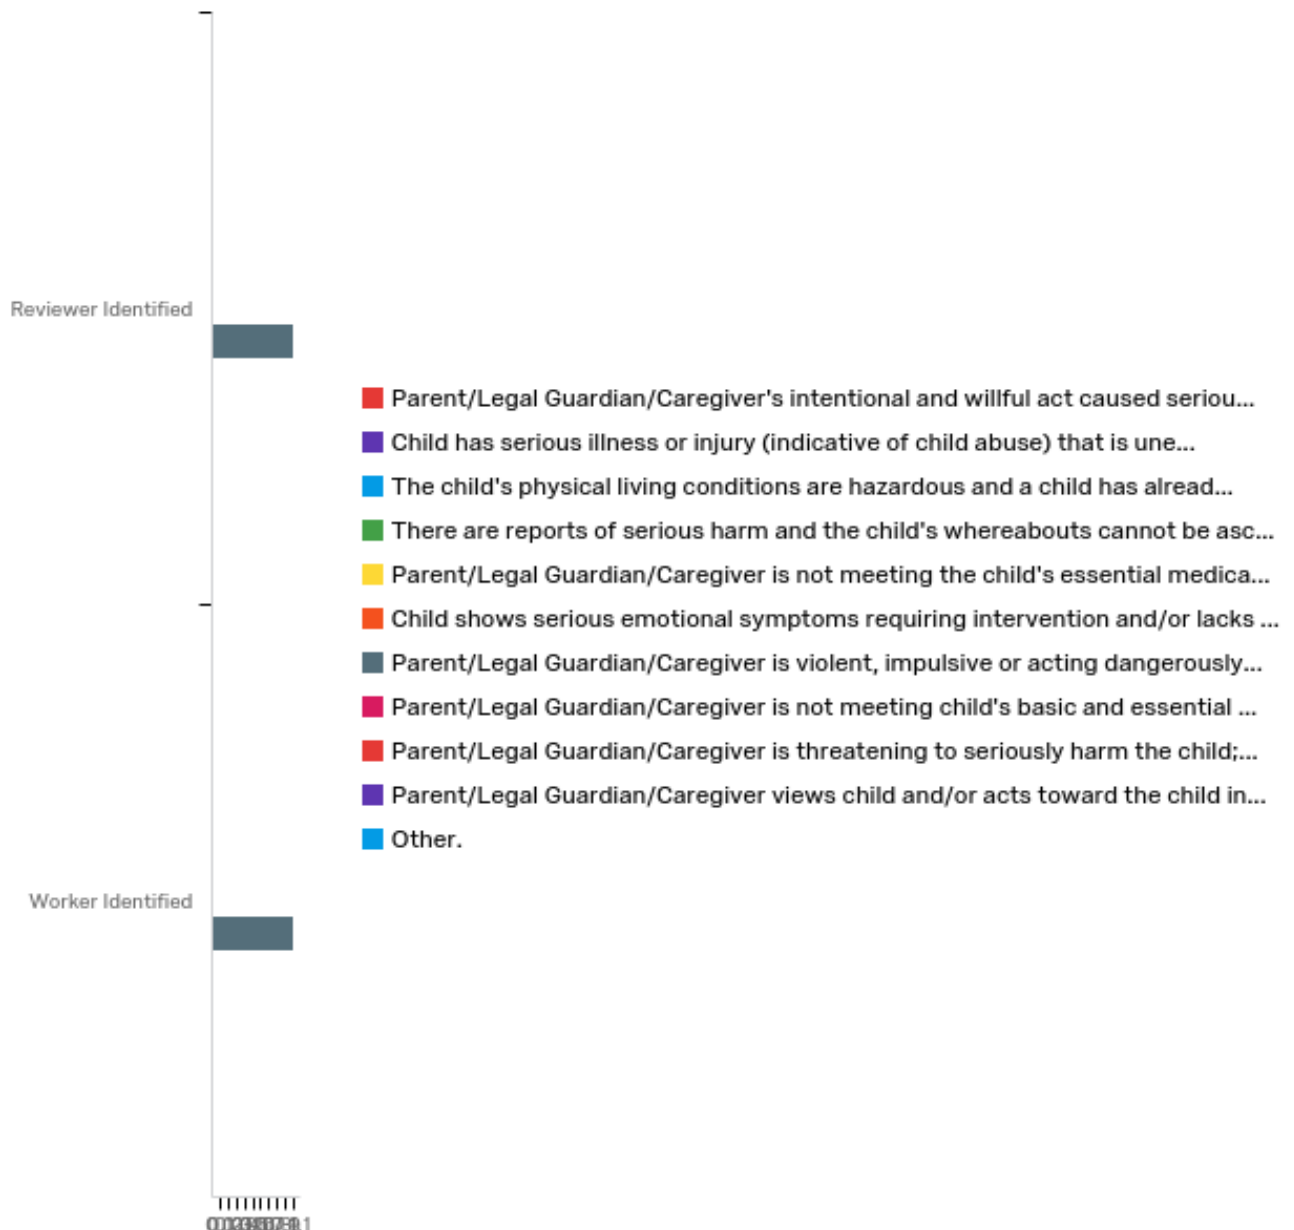 Reviewer Identified
Parent/Legal Guardian/Caregiver's intentional and willful act caused seriou...
Child has serious illness or injury (indicative of child abuse) that is une...
The child's physical living conditions are hazardous and a child has alread...
There are reports of serious harm and the child's whereabouts cannot be asc...
Parent/Legal Guardian/Caregiver is not meeting the child's essential medica...
Child shows serious emotional symptoms requiring intervention and/or lacks ...
Parent/Legal Guardian/Caregiver is violent, impulsive or acting dangerously...
Parent/Legal Guardian/Caregiver is not meeting child's basic and essential ...
Parent/Legal Guardian/Caregiver is threatening to seriously harm the child;...
Parent/Legal Guardian/Caregiver views child and/or acts toward the child in...
Other.
Worker Identified